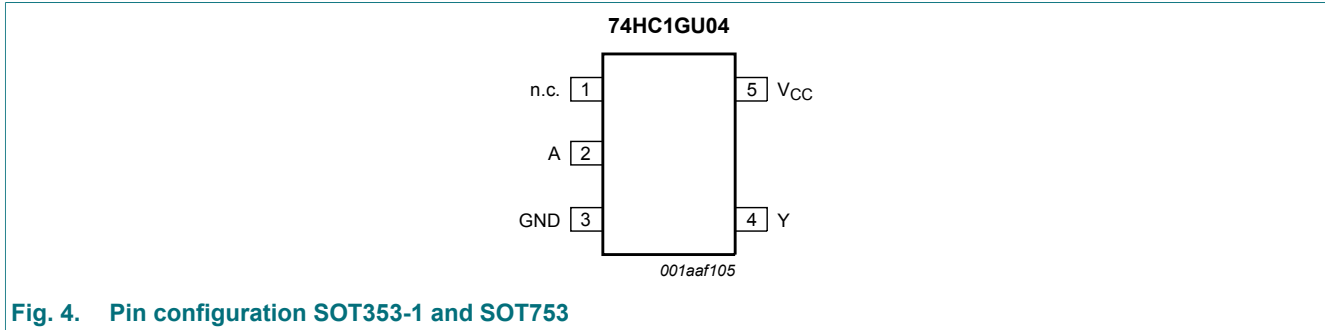 74HC1GU04
n.c. 1 5 VCC
A 2
GND 3 4 Y
001aaf105
Fig. 4. Pin configuration SOT353-1 and SOT753